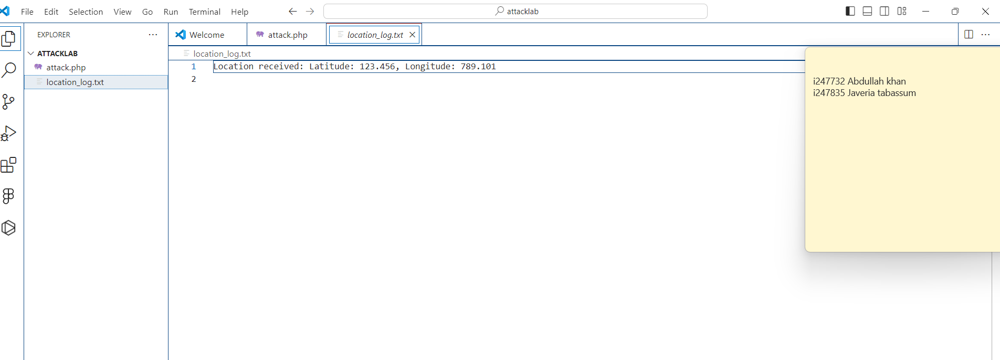 File Edit Selection View Go Run Terminal Help
attacklab
EXPLORER
Welcome
attack.php
location_log.txt
ATTACKLAB
attack.php
location_log.txt
location_log.txt
1 Location received: Latitude: 123.456, Longitude: 789.101
2
i247732 Abdullah khan
i247835 Javeria tabassum